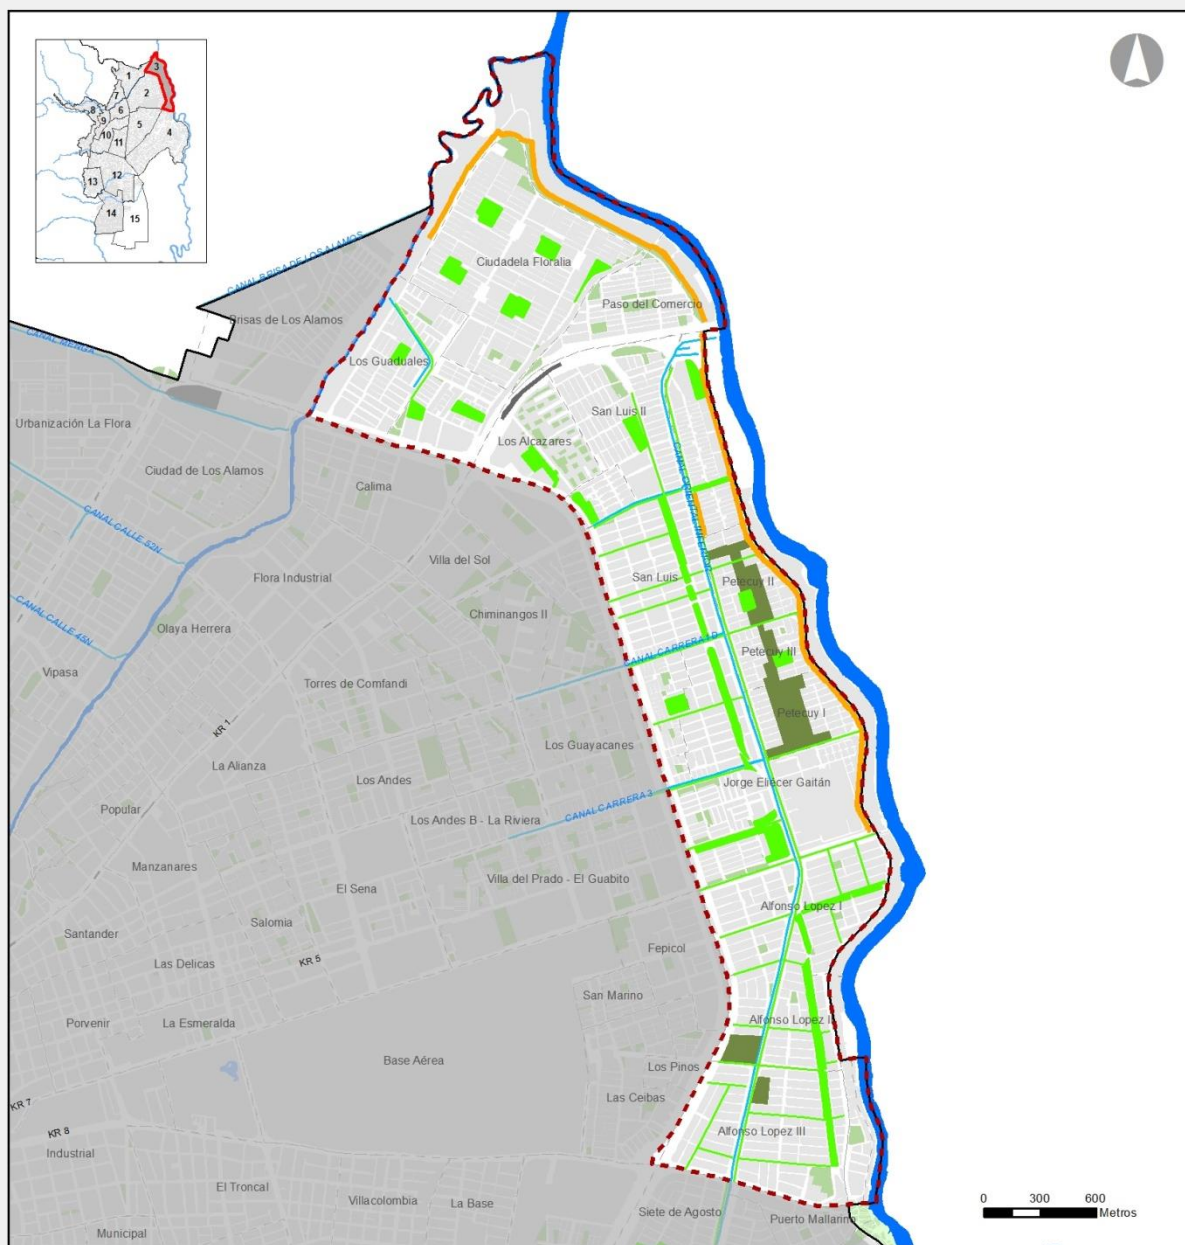 3
1
7
2
8
6
9
5
4
10
11
13
12
14
15
CANAL BRISA DE LOS ALAMOS
Ciudadela Floralia
Paso del Comercio
Brisas de Los Alamos
CANAL MENGA
Los Guaduales
San Luis II
Urbanización La Flora
Los Alcazares
Ciudad de Los Alamos
Calima
CANAL ORIENTAL INFERIOR
CANAL CALLE 52N
Villa del Sol
Flora Industrial
San Luis
Petecuy II
Chiminangos II
CANAL CALLE 45N
Olaya Herrera
CANAL CARRERA 1D
Petecuy III
Vipasa
Torres de Comfandi
Petecuy I
KR 1
Los Guayacanes
La Alianza
Los Andes
Jorge Eliécer Gaitán
Popular
CANAL CARRERA 3
Los Andes B - La Riviera
Manzanares
El Sena
Villa del Prado - El Guabito
Alfonso Lopez I
Salomia
Santander
Fepicol
Las Delicas
KR 5
San Marino
Porvenir
La Esmeralda
Alfonso Lopez II
Base Aérea
Los Pinos
Las Ceibas
KR 7
KR 8
Alfonso Lopez III
Industrial
El Troncal
Villacolombia
La Base
Siete de Agosto
Puerto Mallarino
Municipal
0 300 600
Metros